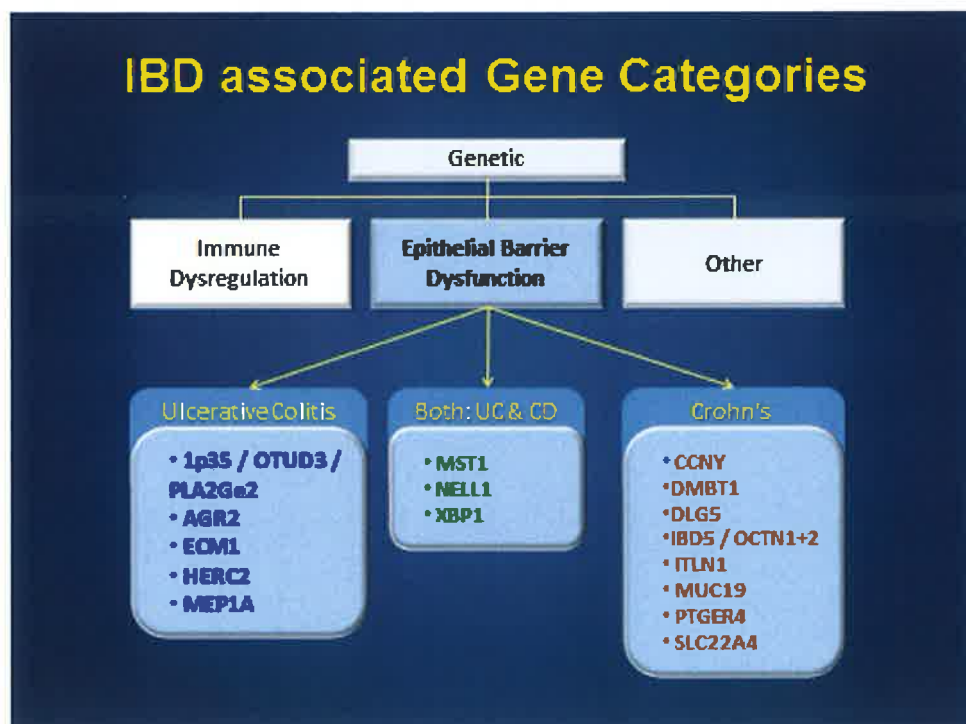 IBD associated Gene Categories
Genetic
Immune
Dysregulation
Epithelial Barrier
Dysfunction
Other
Ulcerative Colitis
• 1p35 / OTUD3 /
PLA2Ge2
• AGR2
• ECM1
• HERC2
• MEP1A
Both: UC & CD
• MST1
• NELL1
• XBP1
Crohn's
• CCNY
• DMBT1
• DLG5
• IBD5 / OCTN1+2
• ITLN1
• MUC19
• PTGER4
• SLC22A4